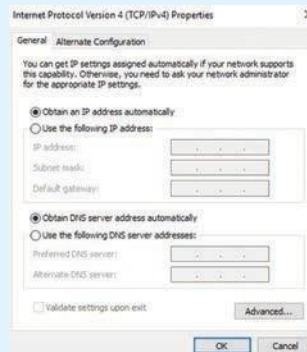 Internet Protocol Version 4 (TCP/IPv4) Properties
General Alternate Configuration
You can get IP settings assigned automatically if your network supports
this capability. Otherwise, you need to ask your network administrator
for the appropriate IP settings.
Obtain an IP address automatically
Use the following IP address:
IP address:
Subnet mask:
Default gateway:
Obtain DNS server address automatically
Use the following DNS server addresses:
Preferred DNS server:
Alternate DNS server:
Validate settings upon exit
Advanced...
OK Cancel